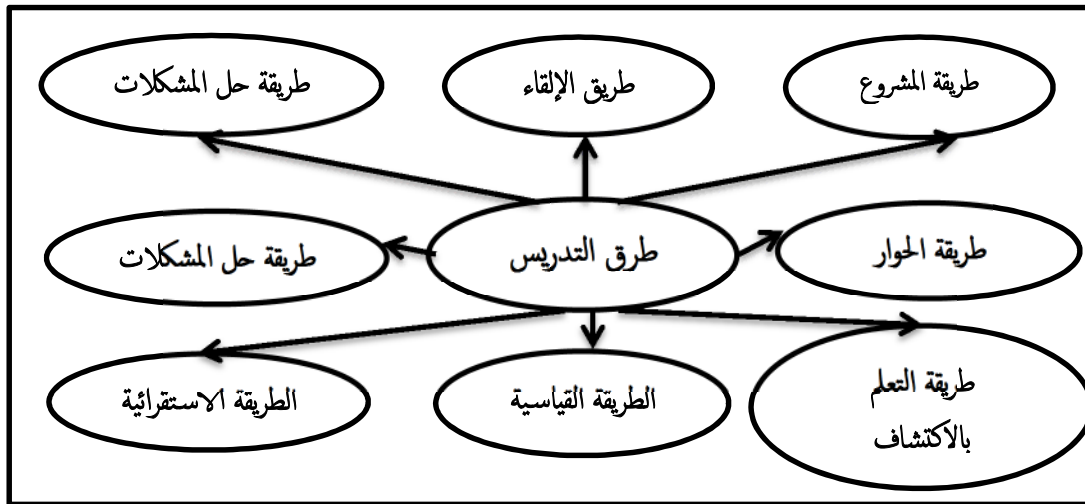 طريقة المشروع
طريق الإلقاء
طريقة حل المشكلات
طريقة الحوار
طرق التدريس
طريقة حل المشكلات
طريقة التعلم
بالاكتشاف
الطريقة القياسية
الطريقة الاستقرائية